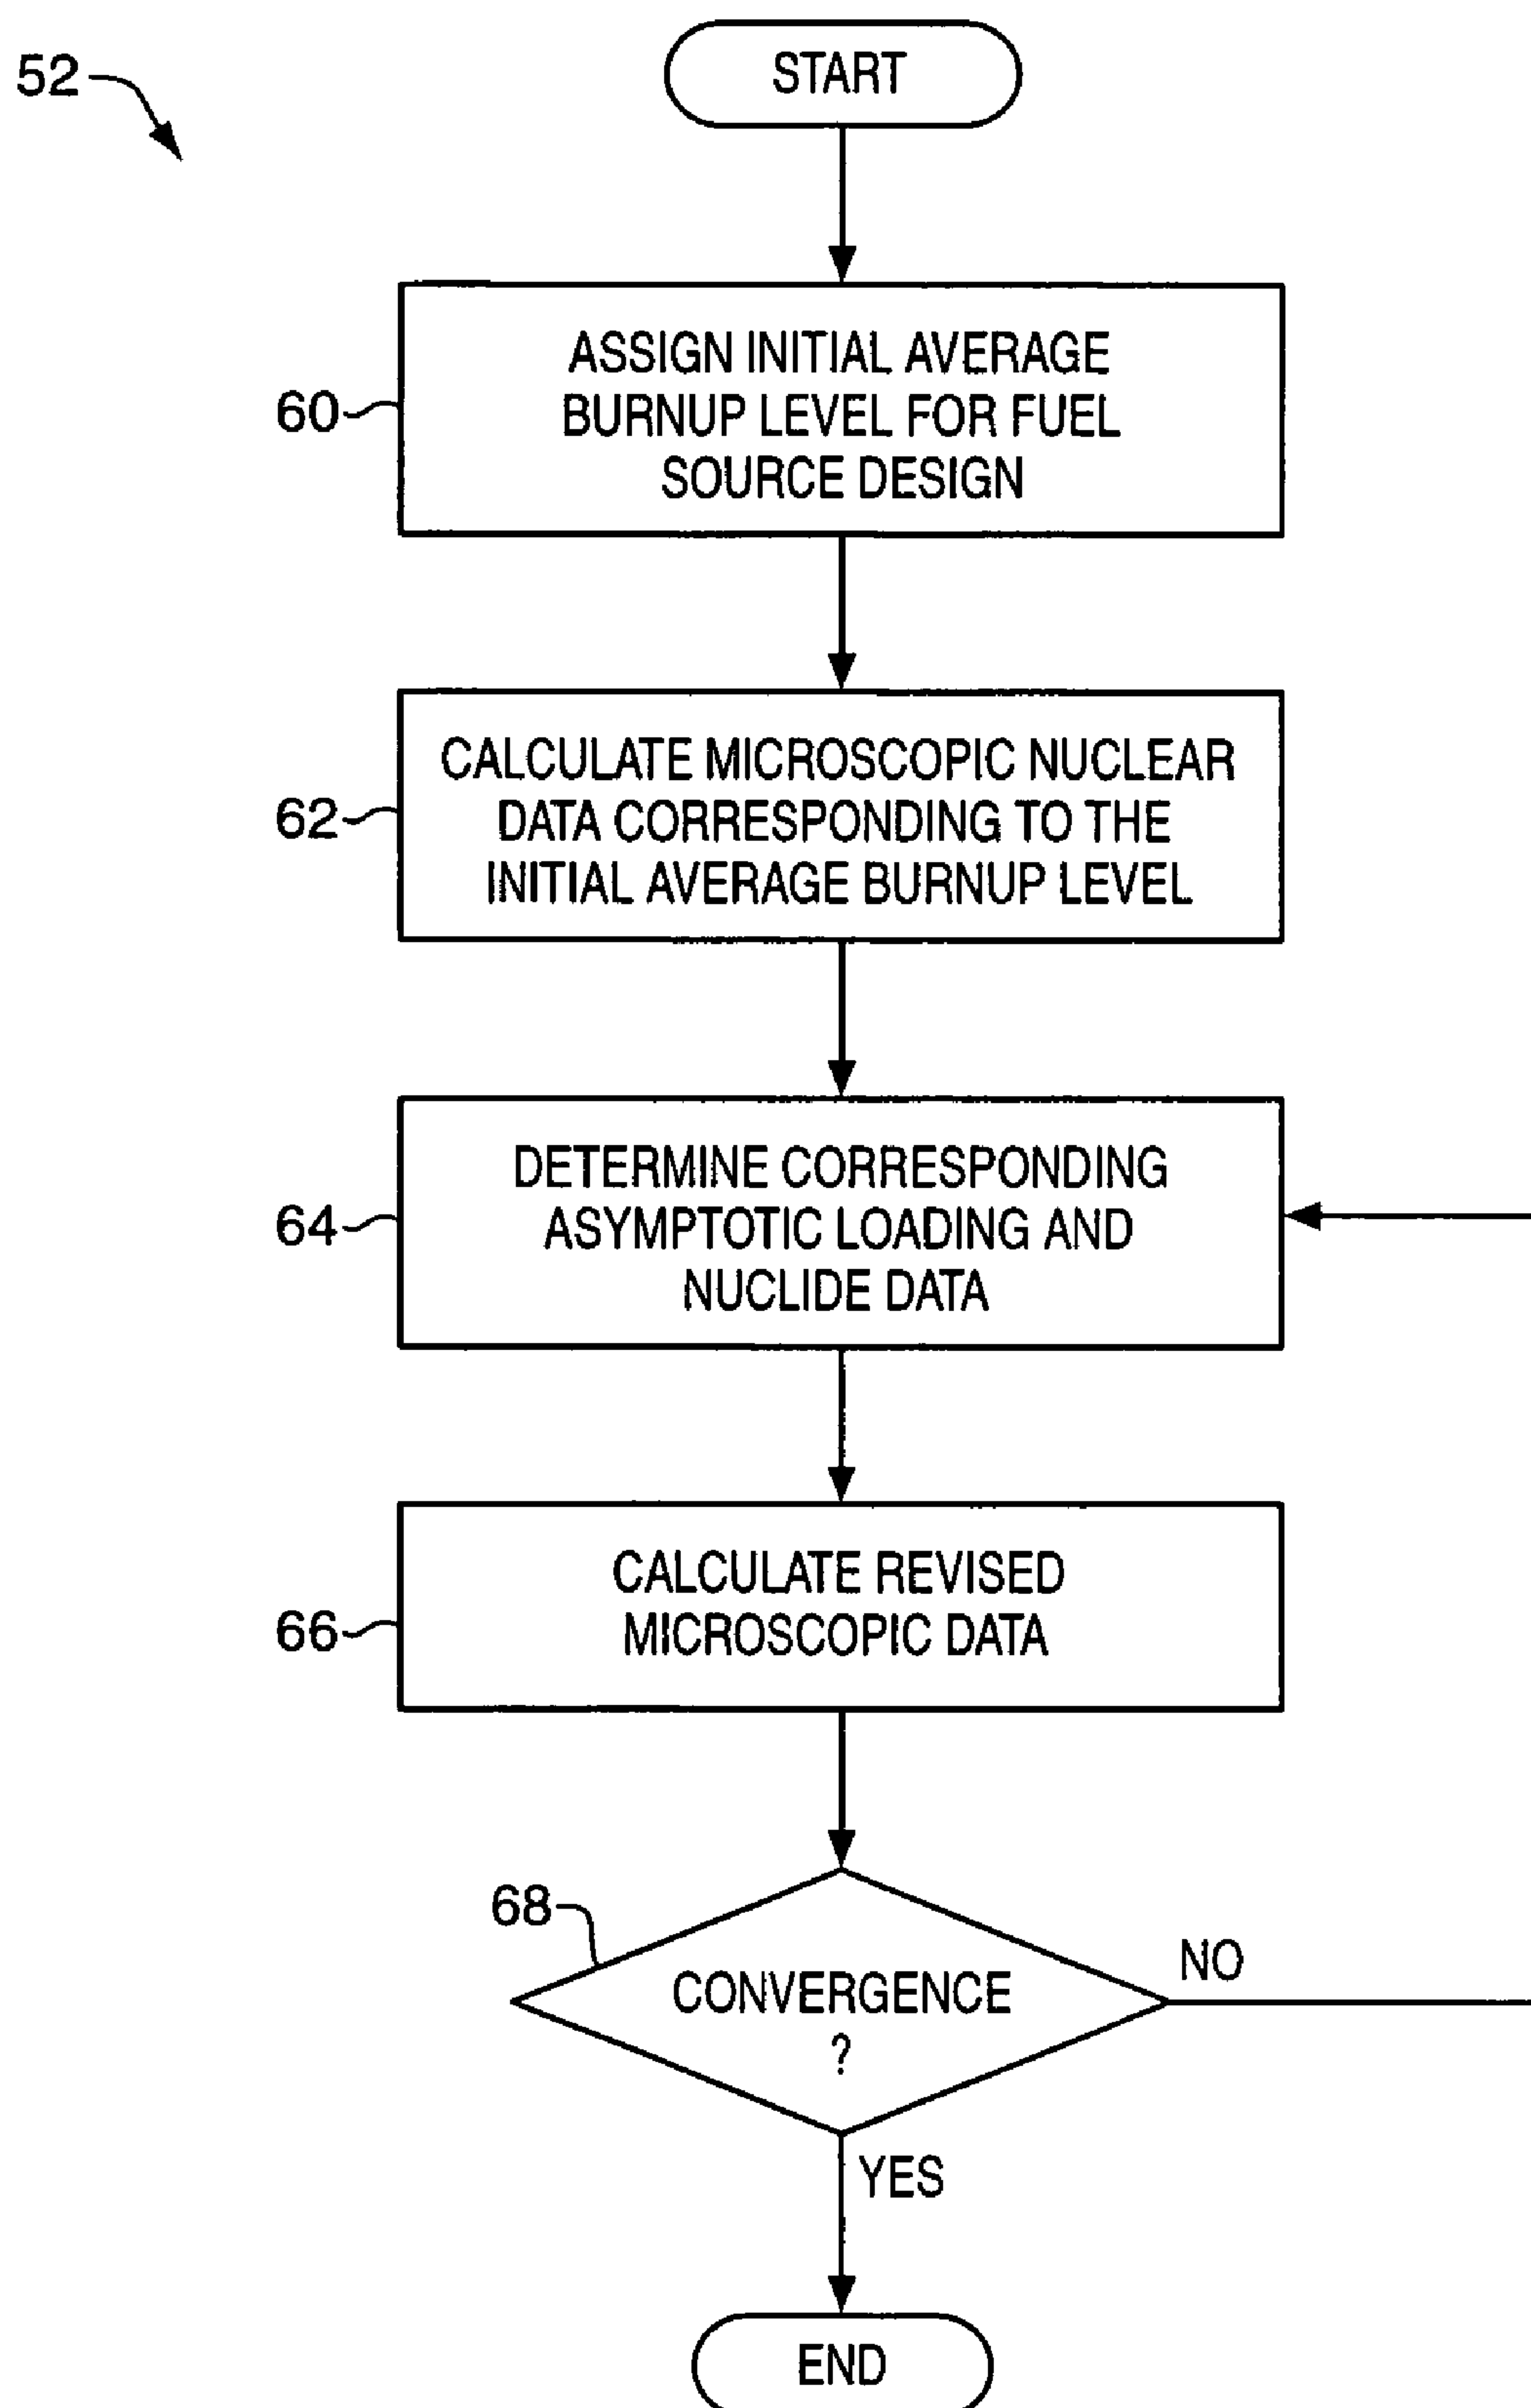 52
START
60
ASSIGN INITIAL AVERAGE
BURNUP LEVEL FOR FUEL
SOURCE DESIGN
62
CALCULATE MICROSCOPIC NUCLEAR
DATA CORRESPONDING TO THE
INITIAL AVERAGE BURNUP LEVEL
64
DETERMINE CORRESPONDING
ASYMPTOTIC LOADING AND
NUCLIDE DATA
66
CALCULATE REVISED
MICROSCOPIC DATA
68
CONVERGENCE
?
NO
YES
END